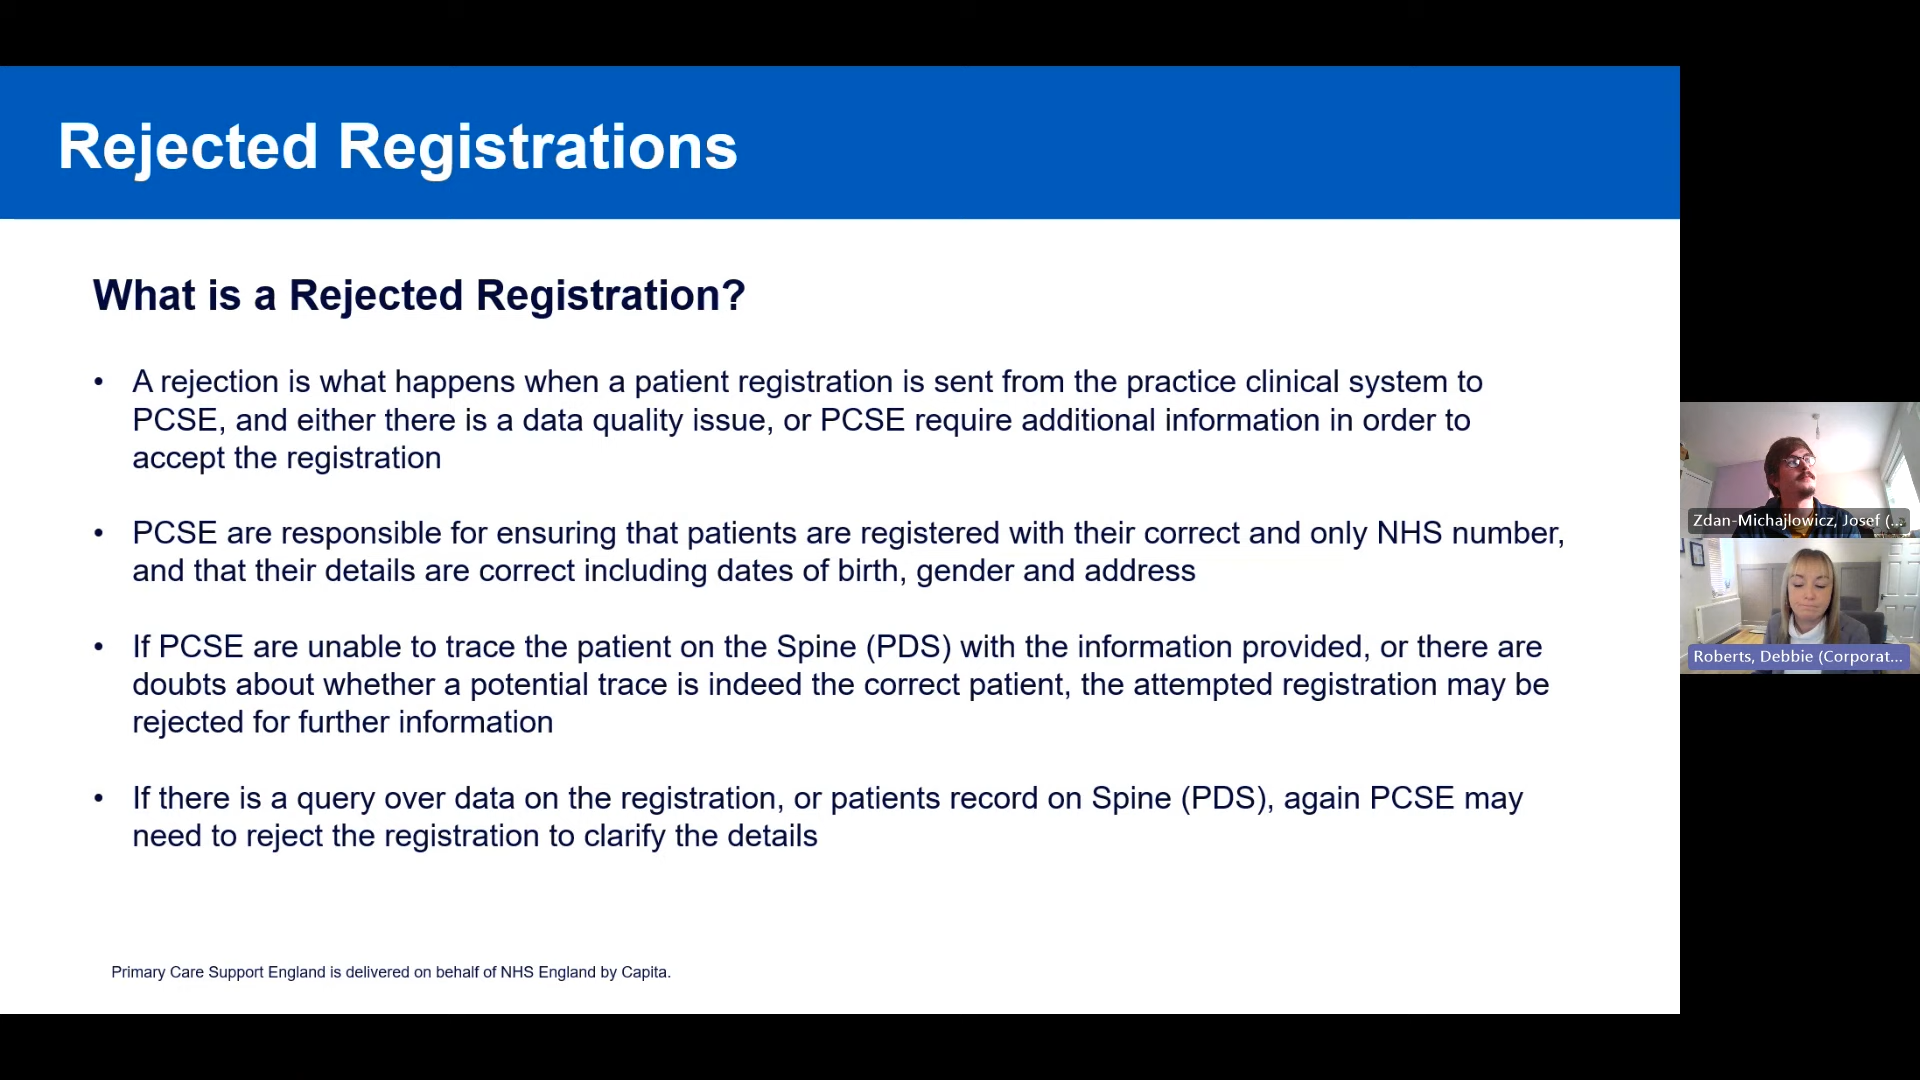 Rejected Registrations
What is a Rejected Registration?
• A rejection is what happens when a patient registration is sent from the practice clinical system to
PCSE, and either there is a data quality issue, or PCSE require additional information in order to
accept the registration
• PCSE are responsible for ensuring that patients are registered with their correct and only NHS number,
and that their details are correct including dates of birth, gender and address
• If PCSE are unable to trace the patient on the Spine (PDS) with the information provided, or there are
doubts about whether a potential trace is indeed the correct patient, the attempted registration may be
rejected for further information
• If there is a query over data on the registration, or patients record on Spine (PDS), again PCSE may
need to reject the registration to clarify the details
Primary Care Support England is delivered on behalf of NHS England by Capita.
Zdan-Michajlowicz, Josef (...
Roberts, Debbie (Corporat...